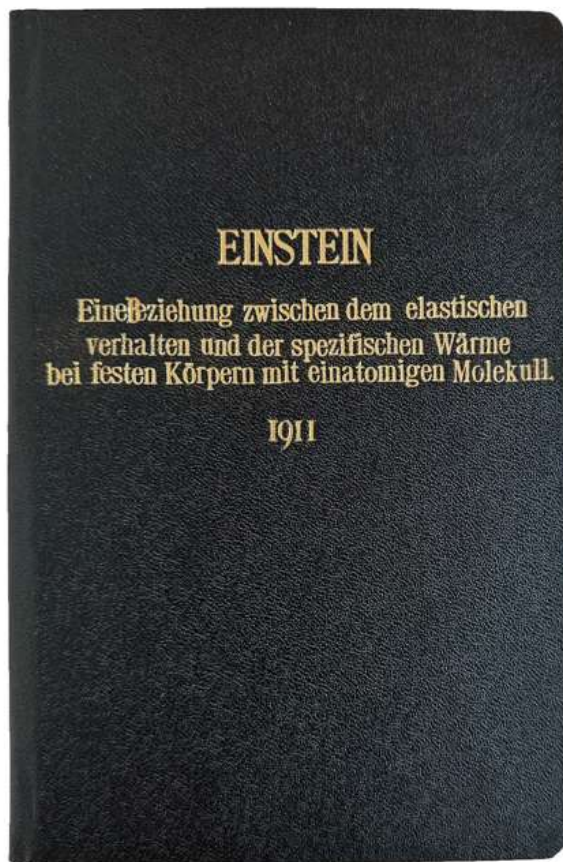 EINSTEIN
Eine Beziehung zwischen dem elastischen
verhalten und der spezifischen Wärme
bei festen Körpern mit einatomigen Molekull.
1911